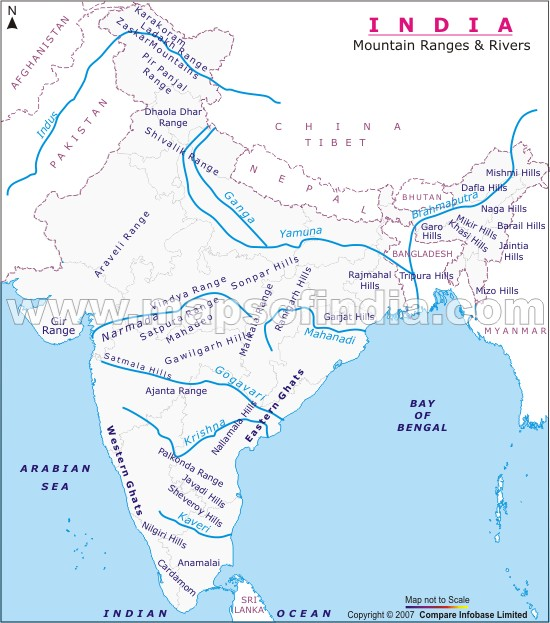 N
I N D I A
Mountain Ranges & Rivers
AFGHANISTAN
PAKISTAN
Karakoram
Ladakh Range
Zaskar Mountains
Pir Panjal
Range
Indus
Dhaola Dhar
Range
Shivalik Range
C H I N A
TIBET
NEPAL
Ganga
Yamuna
BHUTAN
Brahmaputra
Mishmi Hills
Dafla Hills
Naga Hills
Mikir Hills
Khasi Hills
Barail Hills
Garo
Hills
Jaintia
Hills
BANGLADESH
Tripura Hills
Mizo Hills
MYANMAR
Araveli Range
Rajmahal
Hills
www.mapsofindia.com
Vindya Range
Sonpar Hills
Narmada
Satpura Range
Mahadeo
Maikala Range
Ramgarh Hills
Gir
Range
Garjat Hills
Mahanadi
Gawilgarh Hills
Satmala Hills
Ajanta Range
Gogavari
Eastern Ghats
Krishna
Nallamala Hills
BAY
OF
BENGAL
ARABIAN
SEA
Western Ghats
Palkonda Range
Javadi Hills
Sheveroy Hills
Kaveri
Nilgiri Hills
Anamalai
Cardamom
SRI
LANKA
INDIAN OCEAN
Map not to Scale
Copyright © 2007 Compare Infobase Limited